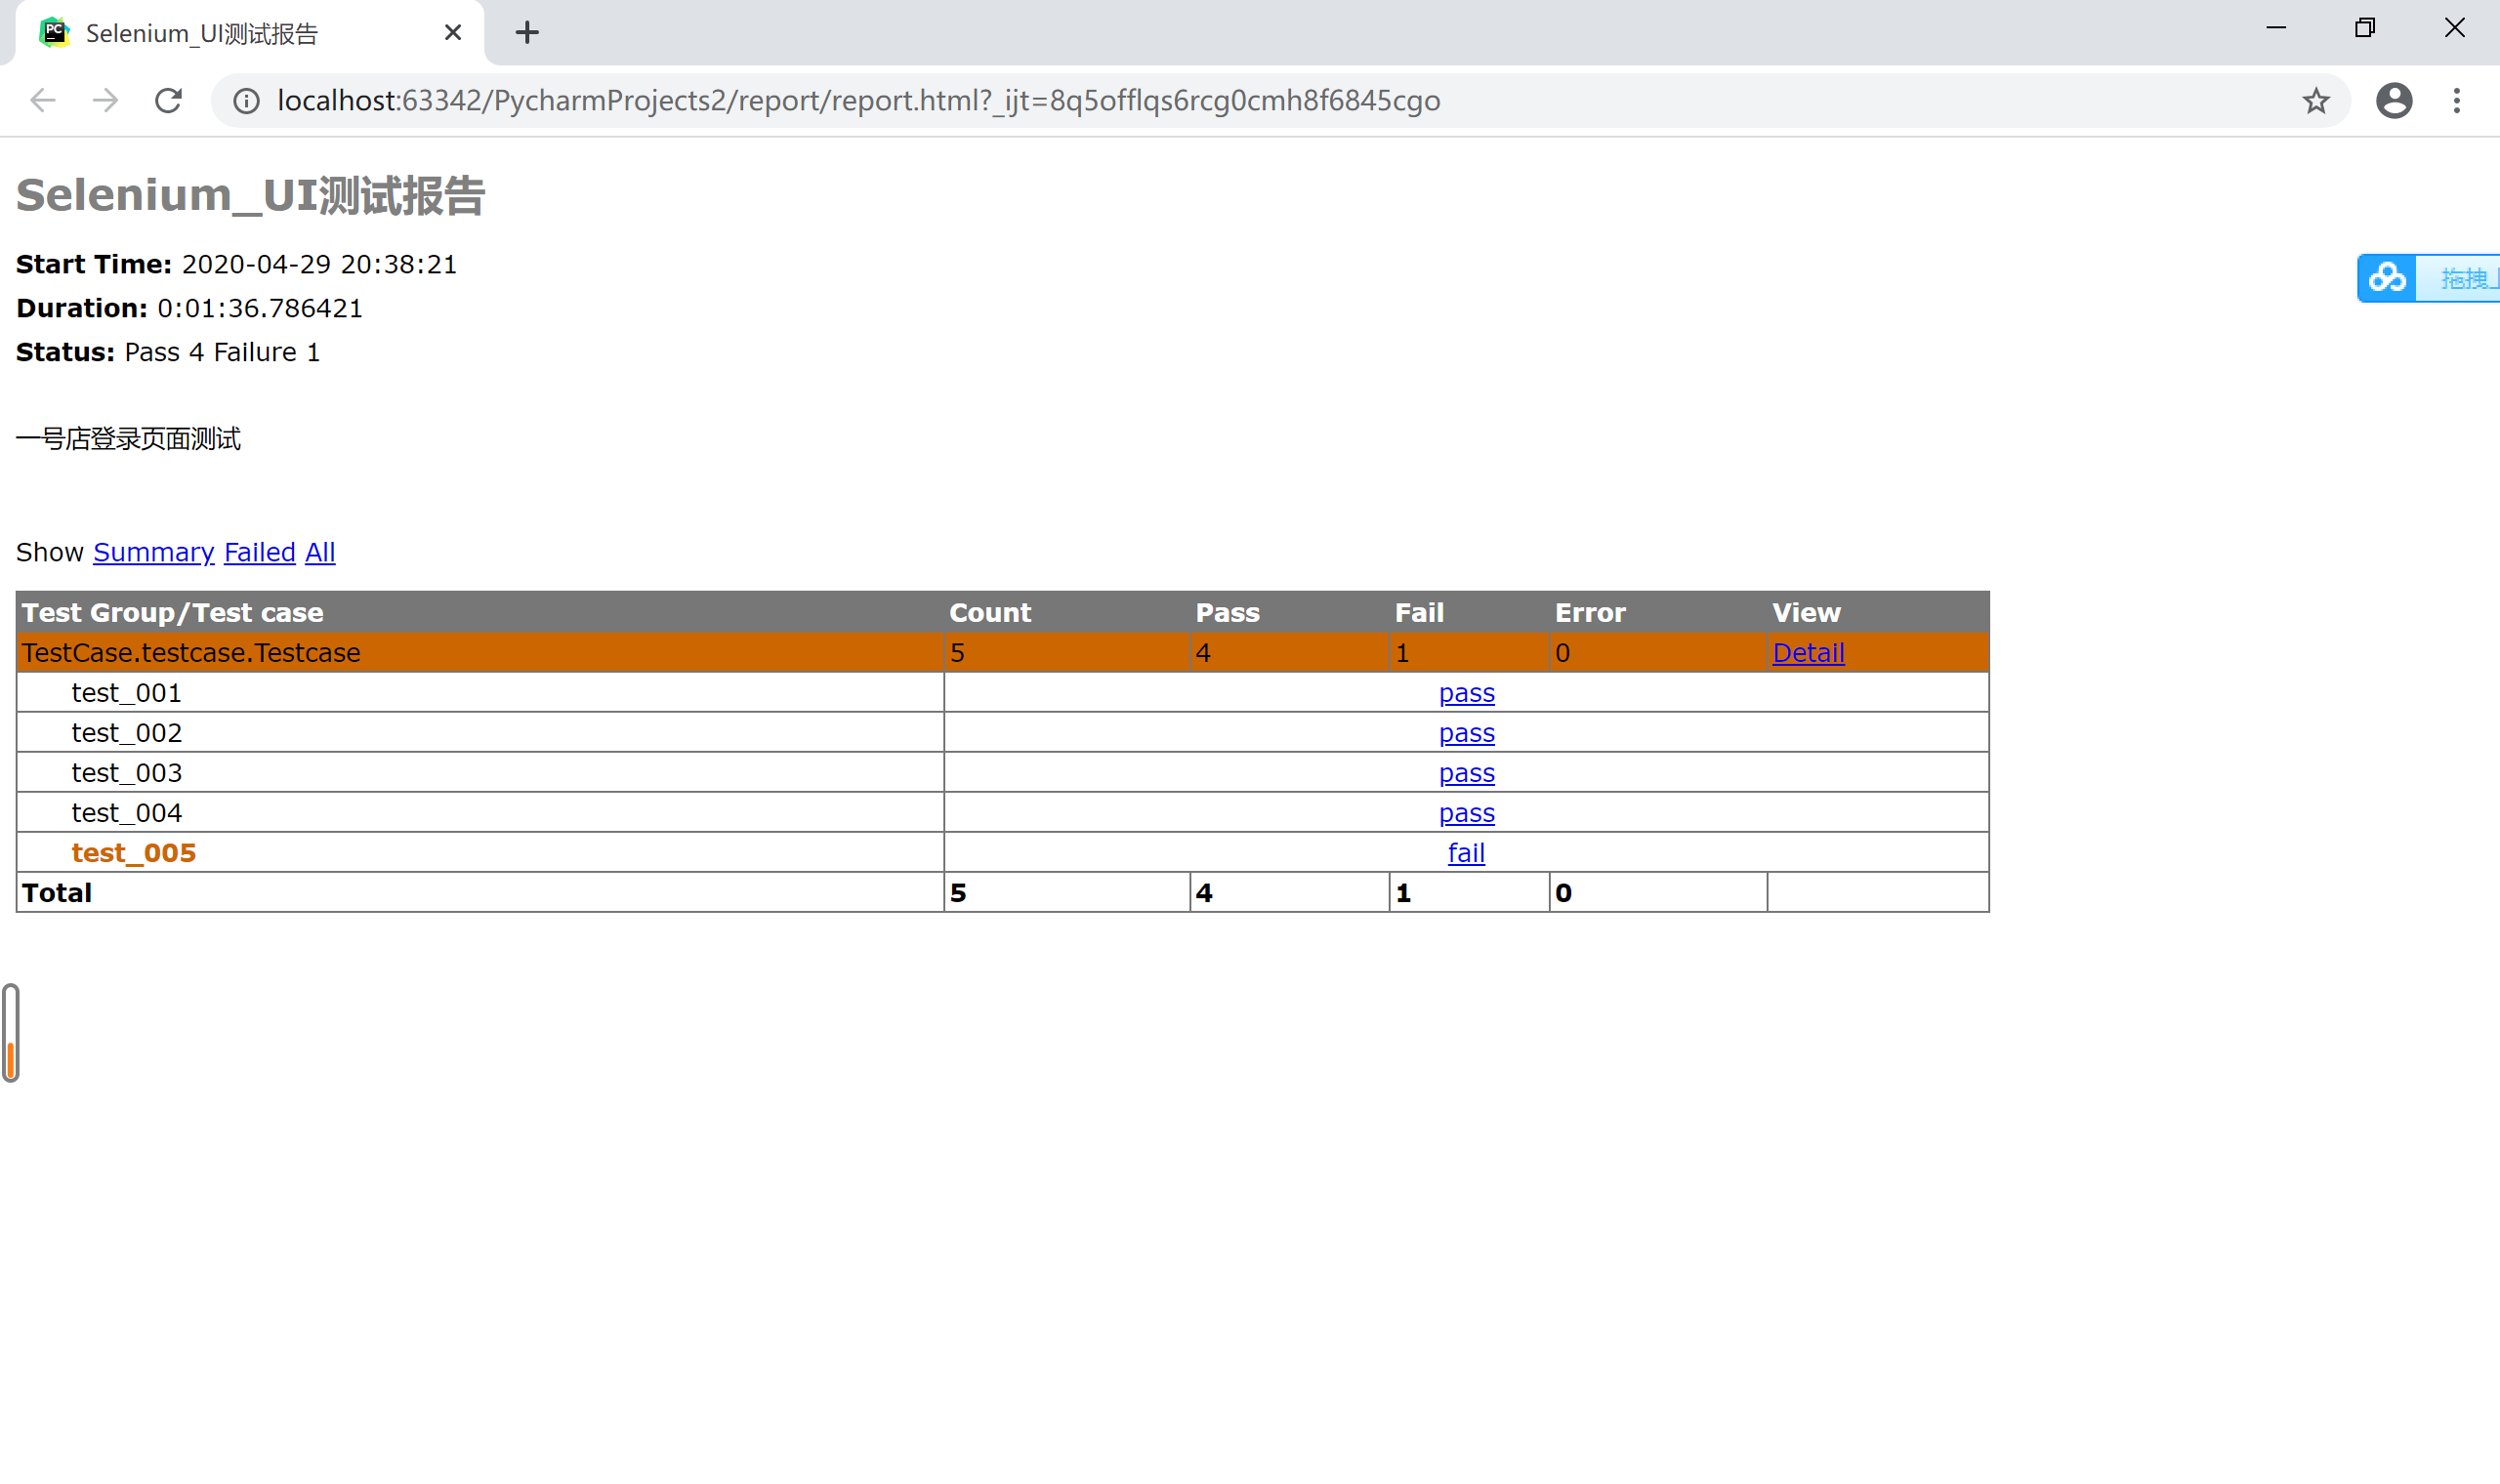 Selenium_UI测试报告
localhost:63342/PycharmProjects2/report/report.html?_ijt=8q5offlqs6rcg0cmh8f6845cgo
Selenium_UI测试报告
Start Time: 2020-04-29 20:38:21
拖拽上
Duration: 0:01:36.786421
Status: Pass 4 Failure 1
一号店登录页面测试
Show Summary Failed All
Test Group/Test case Count Pass Fail Error View
TestCase.testcase.Testcase 5 4 1 0 Detail
test_001 pass
test_002 pass
test_003 pass
test_004 pass
test_005 fail
Total 5 4 1 0